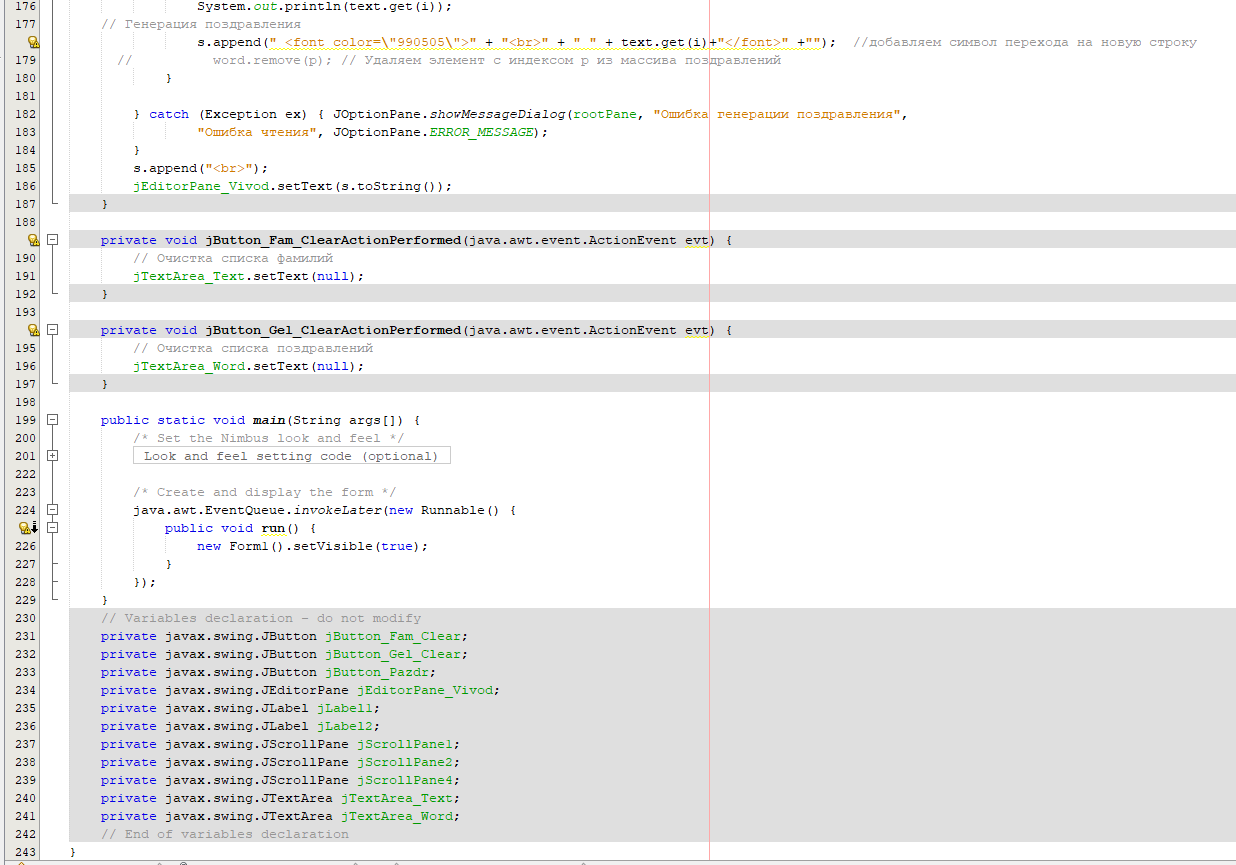 176 System.out.println(text.get(i));
177 // Генерация поздравления
s.append(" <font color=\"990505\">" + "<br>" + " " + text.get(i)+"</font>" +""); //добавляем символ перехода на новую строку
179 // word.remove(p); // Удаляем элемент с индексом p из массива поздравлений
180 }
181
182 } catch (Exception ex) { JOptionPane.showMessageDialog(rootPane, "Ошибка генерации поздравления",
183 "Ошибка чтения", JOptionPane.ERROR_MESSAGE);
184 }
185 s.append("<br>");
186 jEditorPane_Vivod.setText(s.toString());
187 }
188
private void jButton_Fam_ClearActionPerformed(java.awt.event.ActionEvent evt) {
190 // Очистка списка фамилий
191 jTextArea_Text.setText(null);
192 }
193
private void jButton_Gel_ClearActionPerformed(java.awt.event.ActionEvent evt) {
195 // Очистка списка поздравлений
196 jTextArea_Word.setText(null);
197 }
198
199 public static void main(String args[]) {
200 /* Set the Nimbus look and feel */
201 Look and feel setting code (optional)
222
223 /* Create and display the form */
224 java.awt.EventQueue.invokeLater(new Runnable() {
public void run() {
226 new Form1().setVisible(true);
227 }
228 });
229 }
230 // Variables declaration - do not modify
231 private javax.swing.JButton jButton_Fam_Clear;
232 private javax.swing.JButton jButton_Gel_Clear;
233 private javax.swing.JButton jButton_Pazdr;
234 private javax.swing.JEditorPane jEditorPane_Vivod;
235 private javax.swing.JLabel jLabel1;
236 private javax.swing.JLabel jLabel2;
237 private javax.swing.JScrollPane jScrollPane1;
238 private javax.swing.JScrollPane jScrollPane2;
239 private javax.swing.JScrollPane jScrollPane4;
240 private javax.swing.JTextArea jTextArea_Text;
241 private javax.swing.JTextArea jTextArea_Word;
242 // End of variables declaration
243 }